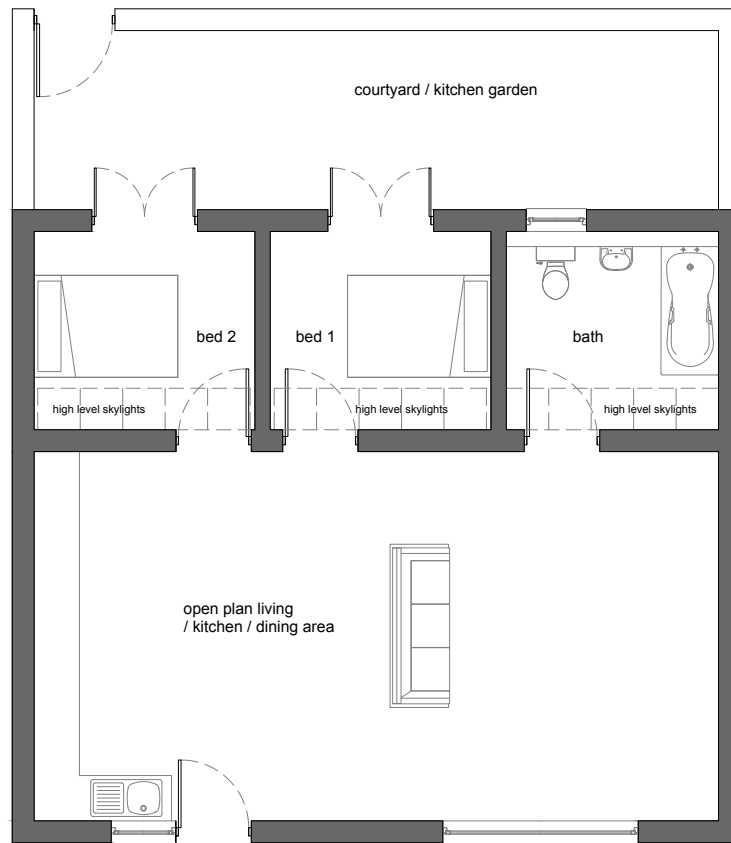 courtyard / kitchen garden
bed 2
bed 1
bath
high level skylights
high level skylights
high level skylights
open plan living
/ kitchen / dining area